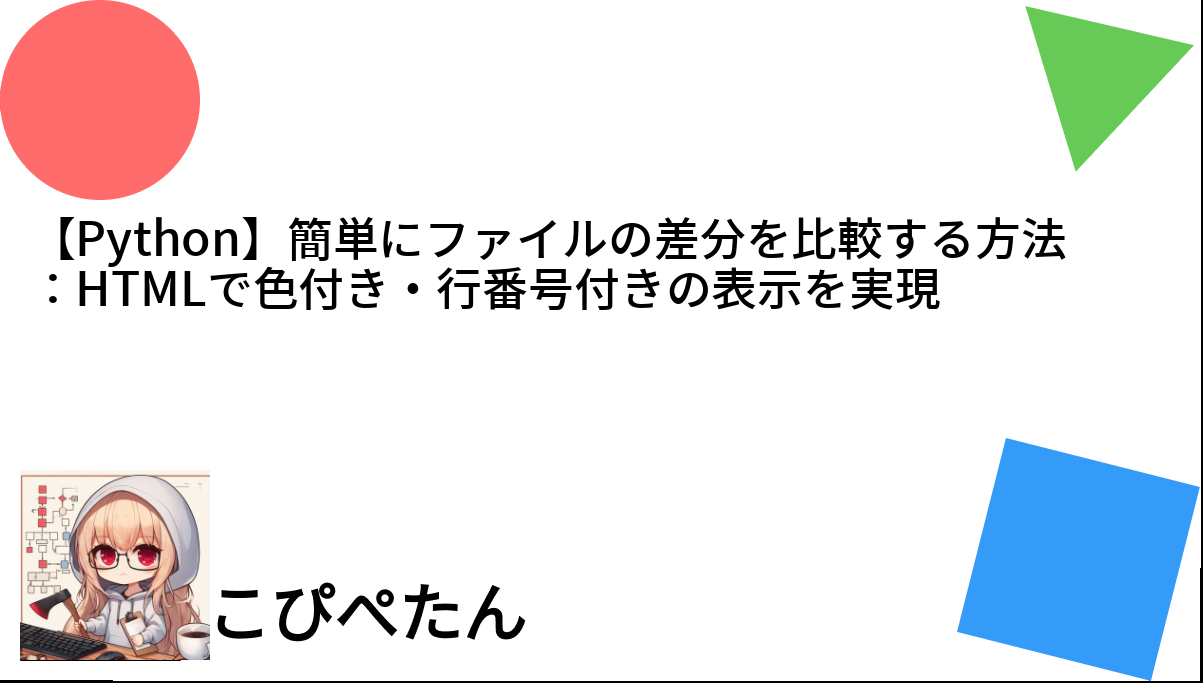 【Python】簡単にファイルの差分を比較する方法
：HTMLで色付き・行番号付きの表示を実現
こぴぺたん